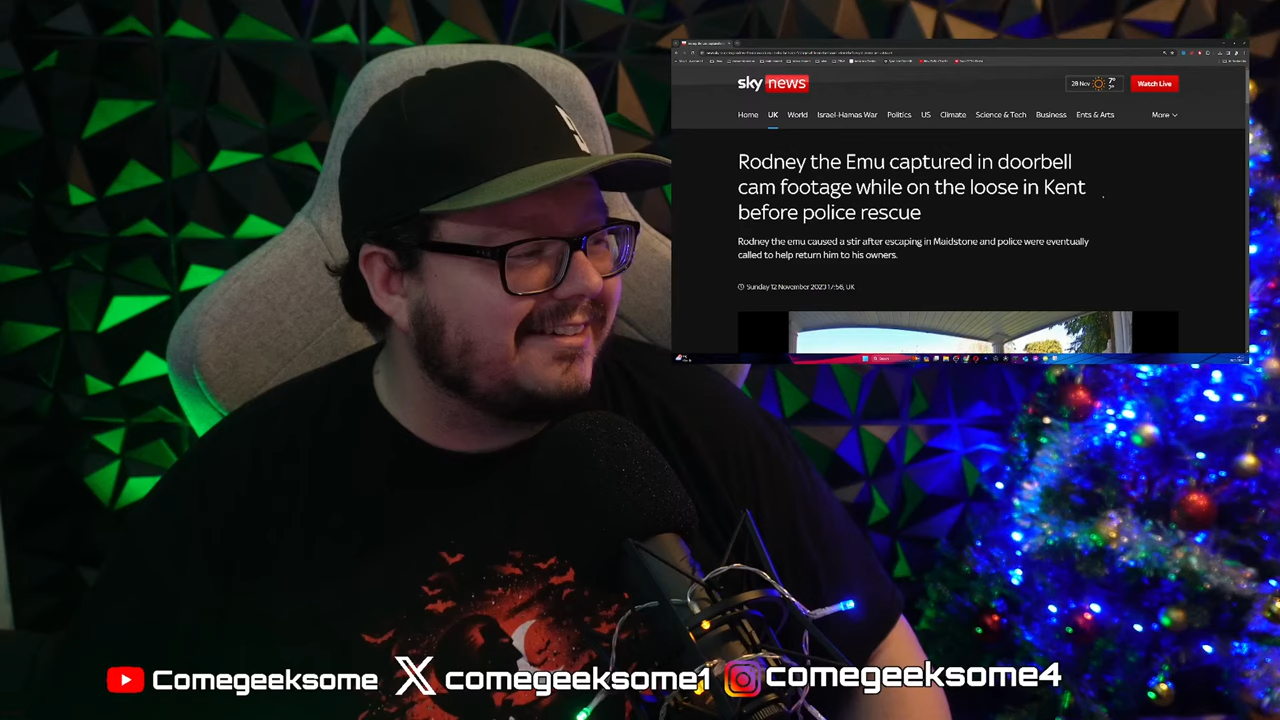 sky news
28 Nov 7° 7°
Watch Live
Home UK World Israel-Hamas War Politics US Climate Science & Tech Business Ents & Arts More
Rodney the Emu captured in doorbell
cam footage while on the loose in Kent
before police rescue
Rodney the emu caused a stir after escaping in Maidstone and police were eventually
called to help return him to his owners.
Sunday 12 November 2023 17:56, UK
Comegeeksome
comegeeksome1
comegeeksome4